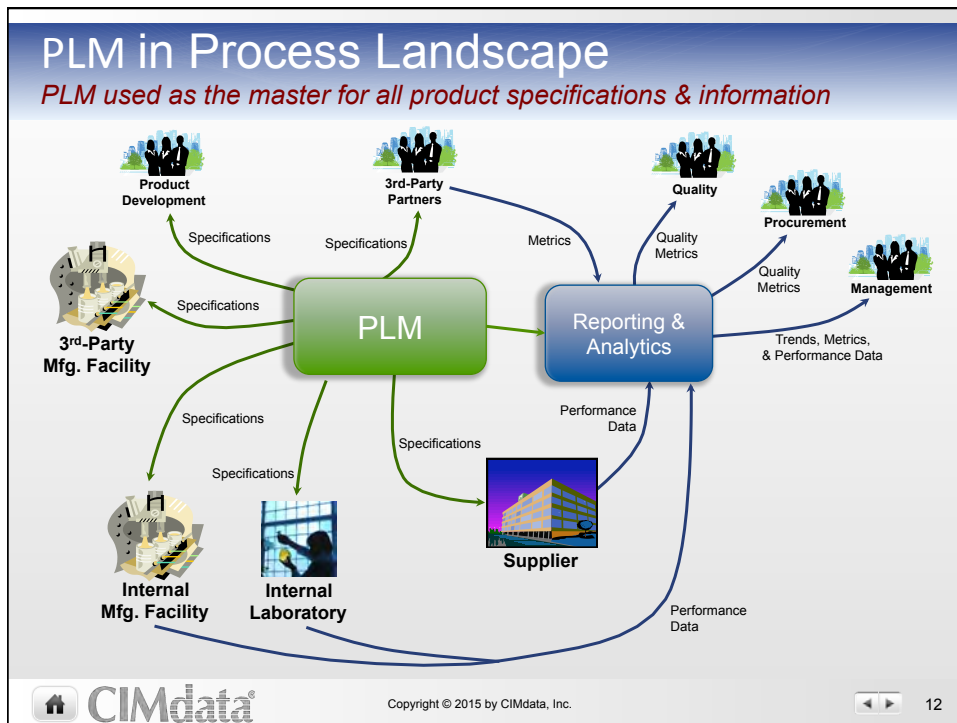 PLM in Process Landscape
PLM used as the master for all product specifications & information
Product
Development
3rd-Party
Partners
Quality
Procurement
Management
Specifications
Specifications
Metrics
Quality
Metrics
Quality
Metrics
Specifications
3rd-Party
Mfg. Facility
PLM
Reporting &
Analytics
Trends, Metrics,
& Performance Data
Specifications
Specifications
Specifications
Performance
Data
Supplier
Internal
Mfg. Facility
Internal
Laboratory
Performance
Data
CIMdata®
Copyright © 2015 by CIMdata, Inc.
12